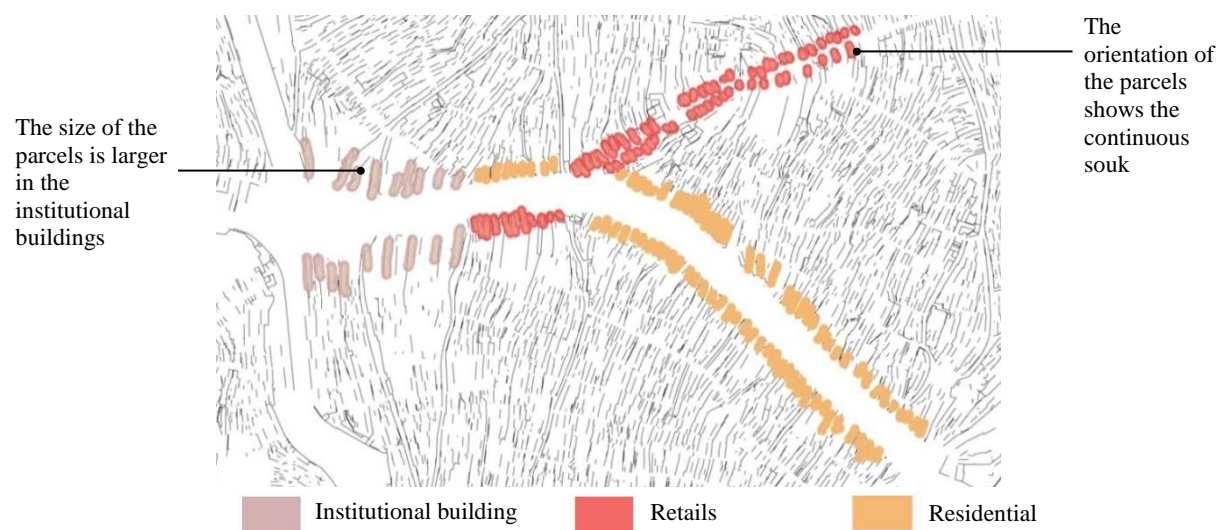 The
orientation of
the parcels
shows the
continuous
souk
The size of the
parcels is larger
in the
institutional
buildings
Institutional building
Retails
Residential